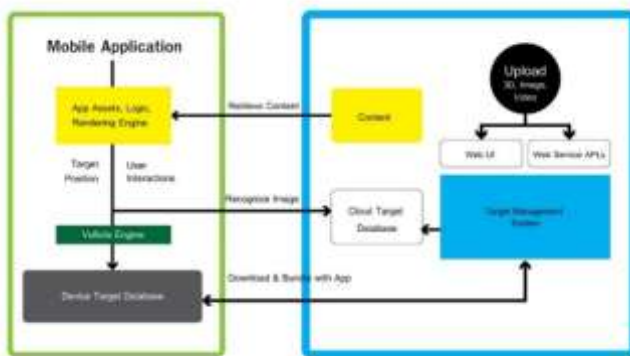 Mobile Application
App Assets, Logic,
Rendering Engine
Retrieve Content
Content
Upload
3D, Image,
Video
Web UI
Web Service APIs
Target
Position
User
Interactions
Recognize Image
Cloud Target
Database
Target Management
System
Vuforia Engine
Device Target Database
Download & Bundle with App